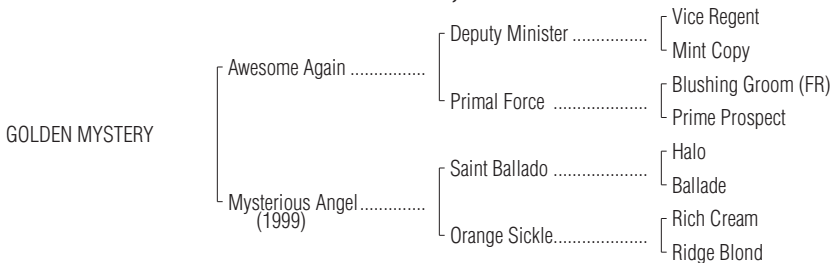 Vice Regent
Deputy Minister ................
Mint Copy
Awesome Again ................
Blushing Groom (FR)
Primal Force ....................
Prime Prospect
GOLDEN MYSTERY
Halo
Saint Ballado ....................
Ballade
Mysterious Angel..............
(1999)
Rich Cream
Orange Sickle....................
Ridge Blond